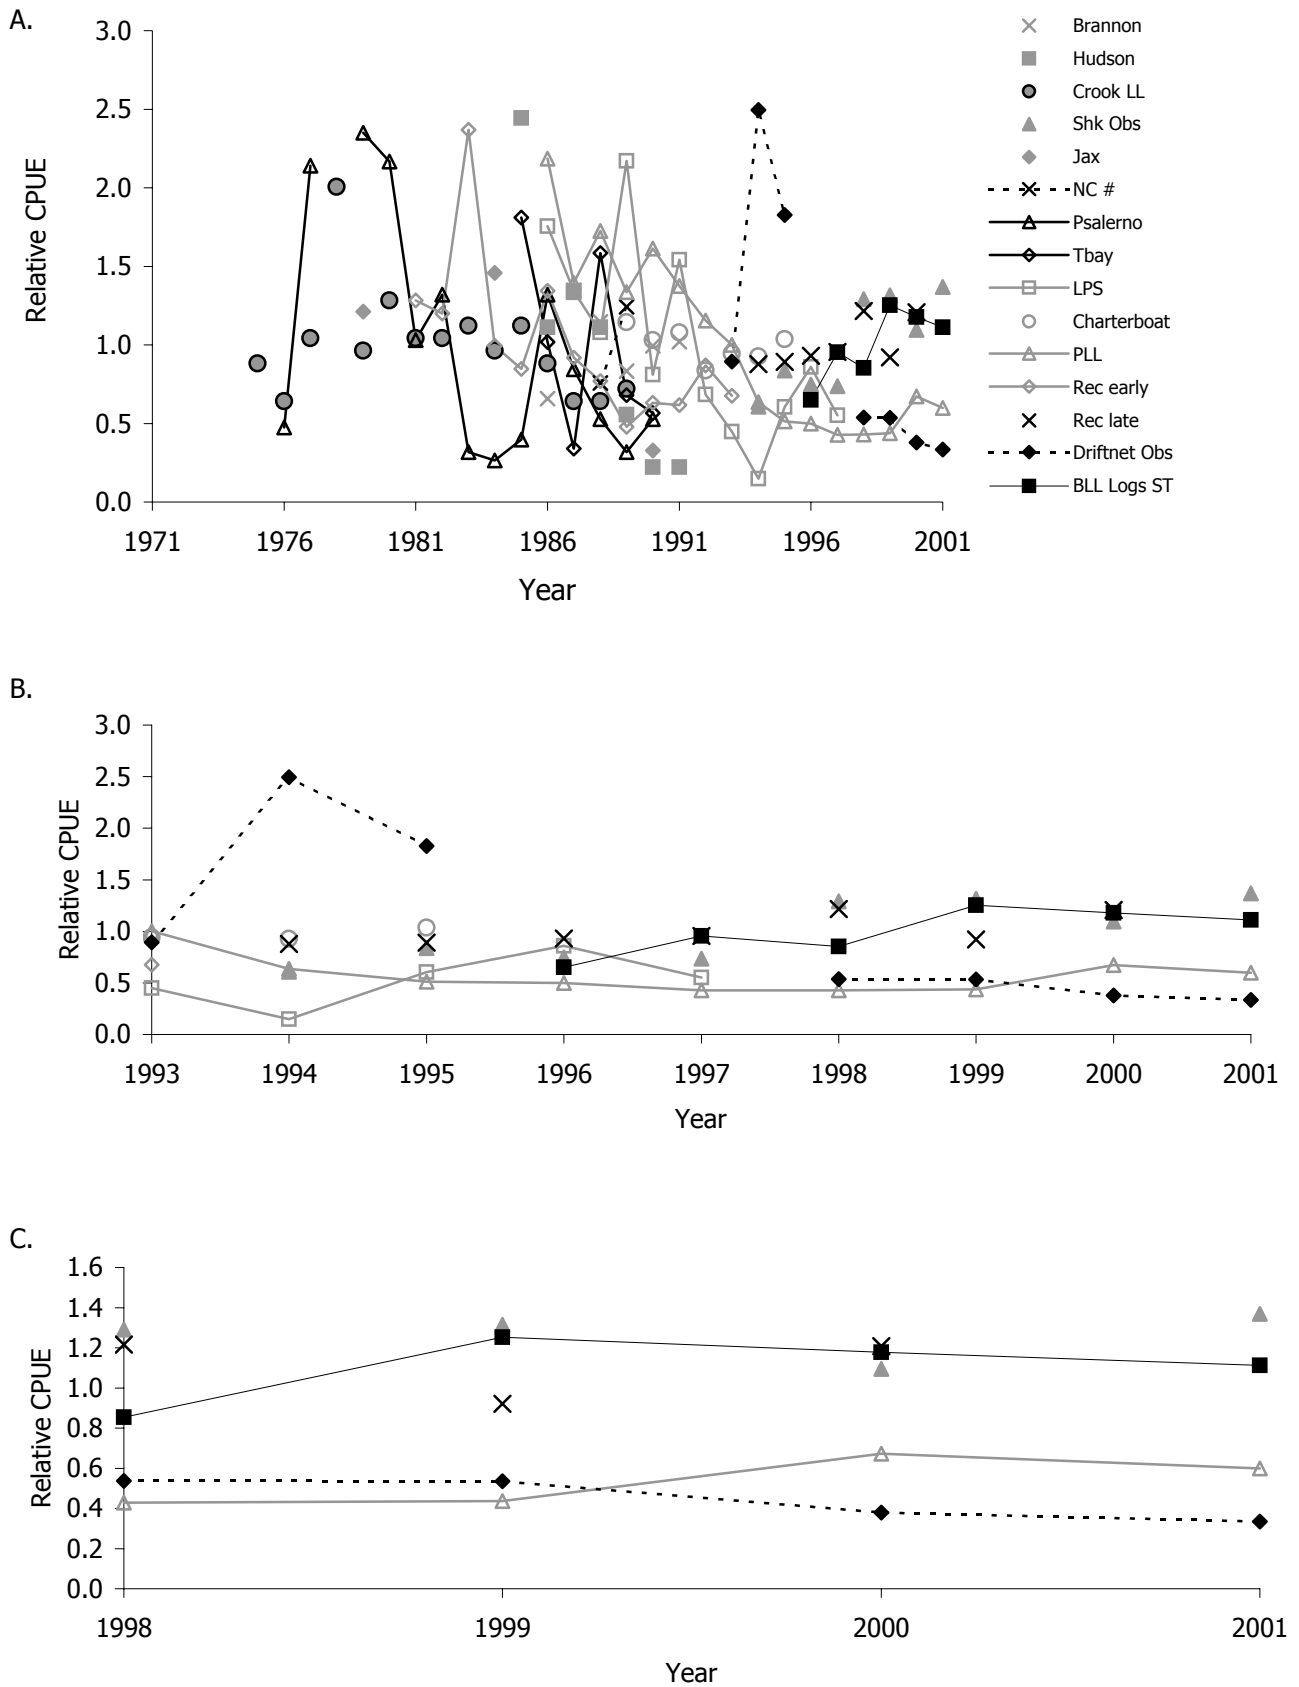 A.
3.0
2.5
2.0
1.5
1.0
0.5
0.0
Relative CPUE
1971 1976 1981 1986 1991 1996 2001
Year
Brannon
Hudson
Crook LL
Shk Obs
Jax
NC #
Psalerno
Tbay
LPS
Charterboat
PLL
Rec early
Rec late
Driftnet Obs
BLL Logs ST
B.
3.0
2.5
2.0
1.5
1.0
0.5
0.0
Relative CPUE
1993 1994 1995 1996 1997 1998 1999 2000 2001
Year
C.
1.6
1.4
1.2
1.0
0.8
0.6
0.4
0.2
0.0
Relative CPUE
1998 1999 2000 2001
Year